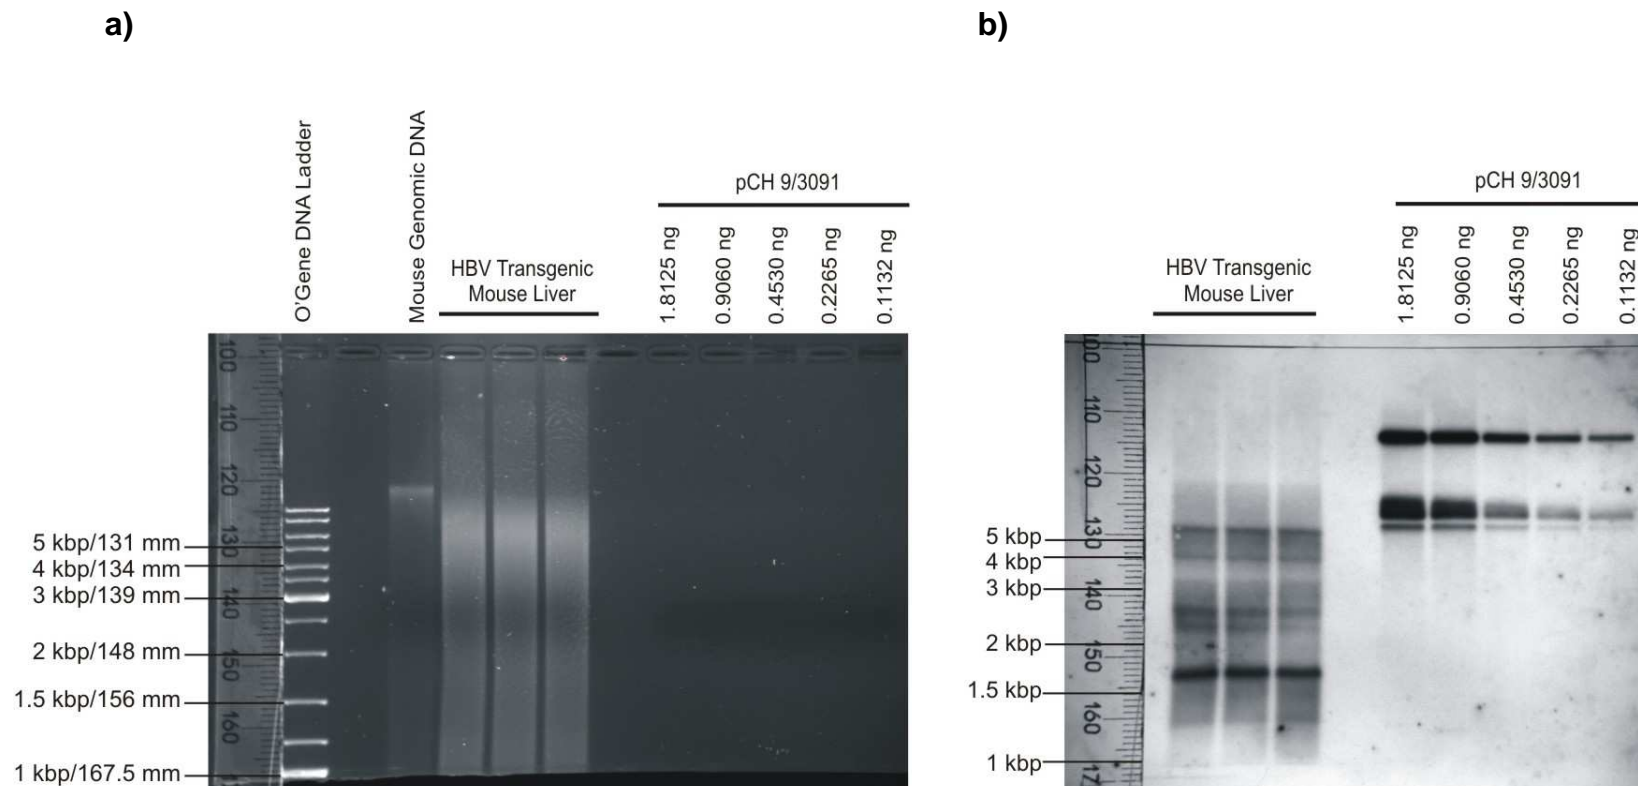 a)
b)
O'Gene DNA Ladder
Mouse Genomic DNA
HBV Transgenic
Mouse Liver
pCH 9/3091
1.8125 ng
0.9060 ng
0.4530 ng
0.2265 ng
0.1132 ng
100
110
120
130
140
150
160
5 kbp/131 mm
4 kbp/134 mm
3 kbp/139 mm
2 kbp/148 mm
1.5 kbp/156 mm
1 kbp/167.5 mm
HBV Transgenic
Mouse Liver
pCH 9/3091
1.8125 ng
0.9060 ng
0.4530 ng
0.2265 ng
0.1132 ng
110
120
130
140
150
160
5 kbp
4 kbp
3 kbp
2 kbp
1.5 kbp
1 kbp